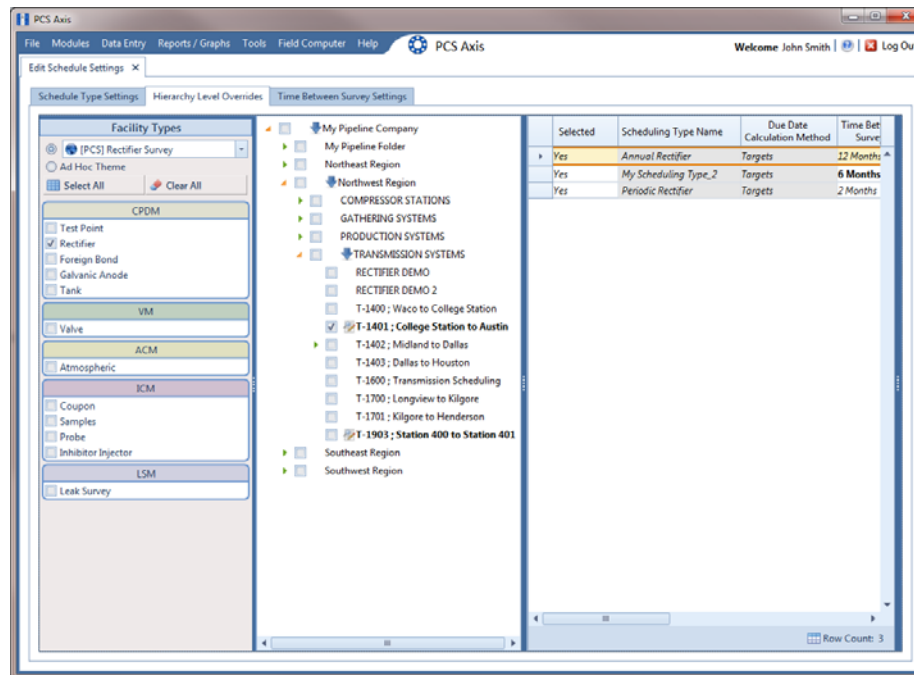 PCS Axis
File Modules Data Entry Reports / Graphs Tools Field Computer Help PCS Axis Welcome John Smith Log Ou
Edit Schedule Settings
Schedule Type Settings Hierarchy Level Overrides Time Between Survey Settings
Facility Types
[PCS] Rectifier Survey
Ad Hoc Theme
Select All Clear All
CPDM
Test Point
Rectifier
Foreign Bond
Galvanic Anode
Tank
VM
Valve
ACM
Atmospheric
ICM
Coupon
Samples
Probe
Inhibitor Injector
LSM
Leak Survey
My Pipeline Company
My Pipeline Folder
Northeast Region
Northwest Region
COMPRESSOR STATIONS
GATHERING SYSTEMS
PRODUCTION SYSTEMS
TRANSMISSION SYSTEMS
RECTIFIER DEMO
RECTIFIER DEMO 2
T-1400 ; Waco to College Station
T-1401 ; College Station to Austin
T-1402 ; Midland to Dallas
T-1403 ; Dallas to Houston
T-1600 ; Transmission Scheduling
T-1700 ; Longview to Kilgore
T-1701 ; Kilgore to Henderson
T-1903 ; Station 400 to Station 401
Southeast Region
Southwest Region
Selected Scheduling Type Name Due Date Calculation Method Time Bet Surve
Yes Annual Rectifier Targets 12 Months
Yes My Scheduling Type_2 Targets 6 Months
Yes Periodic Rectifier Targets 2 Months
Row Count: 3